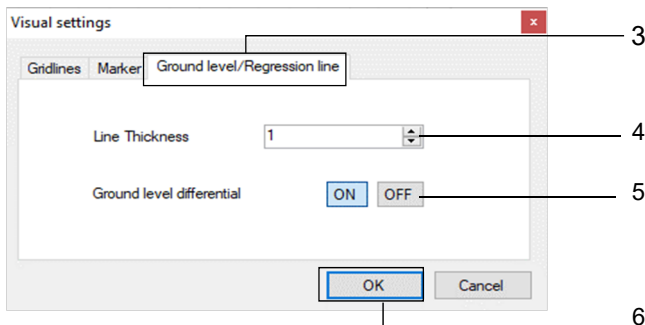 Visual settings x
3
Gridlines Marker Ground level/Regression line
Line Thickness 1
4
Ground level differential ON OFF
5
OK Cancel
6